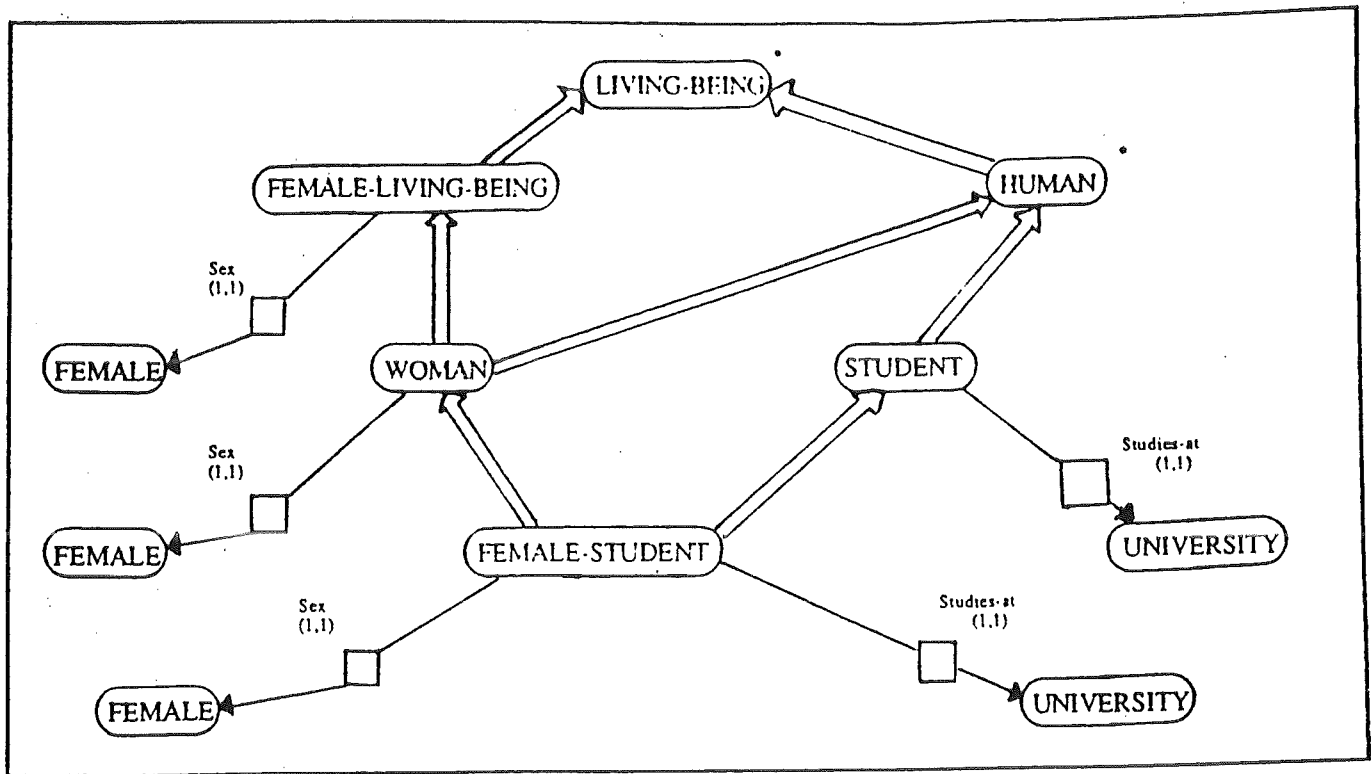 LIVING-BEING
FEMALE-LIVING-BEING
HUMAN
Sex
(1,1)
FEMALE
WOMAN
STUDENT
Sex
(1,1)
Studies-at
(1,1)
FEMALE
FEMALE-STUDENT
UNIVERSITY
Sex
(1,1)
Studies-at
(1,1)
FEMALE
UNIVERSITY